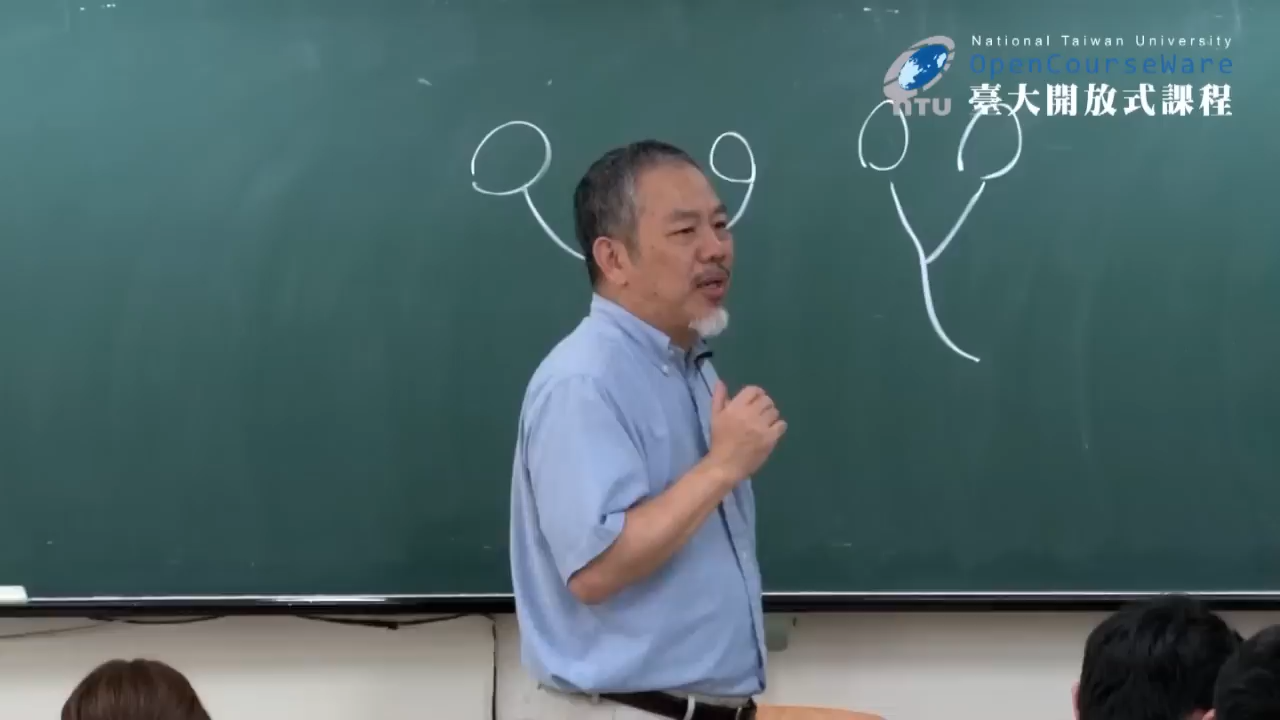 National Taiwan University
OpenCourseWare
NTU
臺大開放式課程